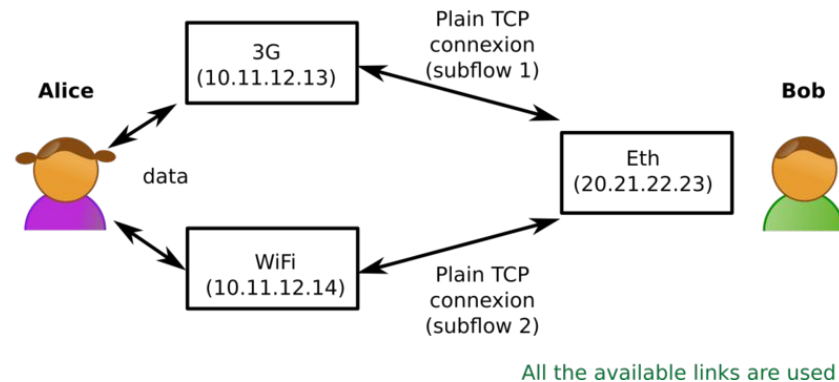 Plain TCP
connexion
(subflow 1)
3G
(10.11.12.13)
Alice
Bob
Eth
(20.21.22.23)
data
WiFi
(10.11.12.14)
Plain TCP
connexion
(subflow 2)
All the available links are used